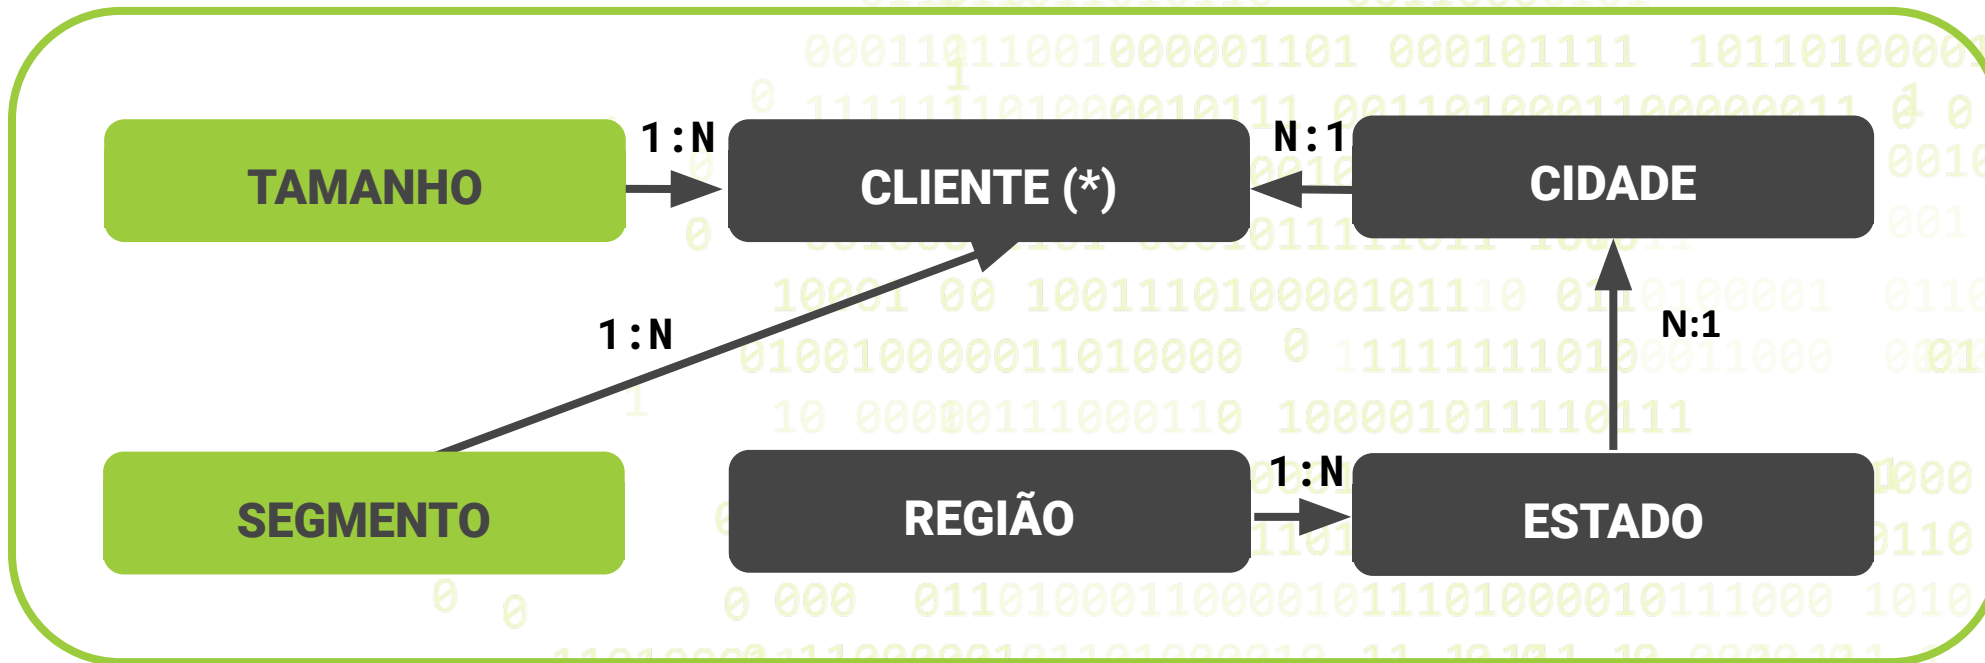 TAMANHO
1:N
CLIENTE (*)
N:1
CIDADE
1:N
N:1
SEGMENTO
REGIÃO
1:N
ESTADO